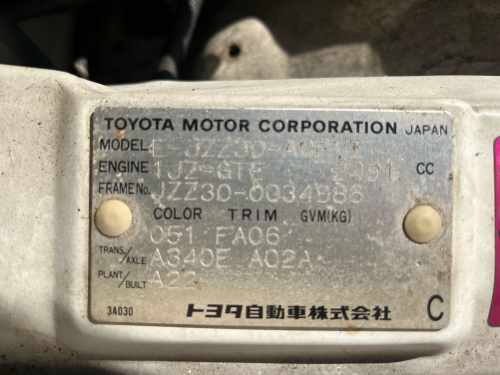 TOYOTA MOTOR CORPORATION JAPAN
MODEL
ENGINE 1JZ-GTE CC
FRAME No. JZZ30-0034986
COLOR TRIM GVM(KG)
051 FA06
TRANS/AXLE A340E A02A
PLANT/BUILT A22
3A030 トヨタ自動車株式会社 C